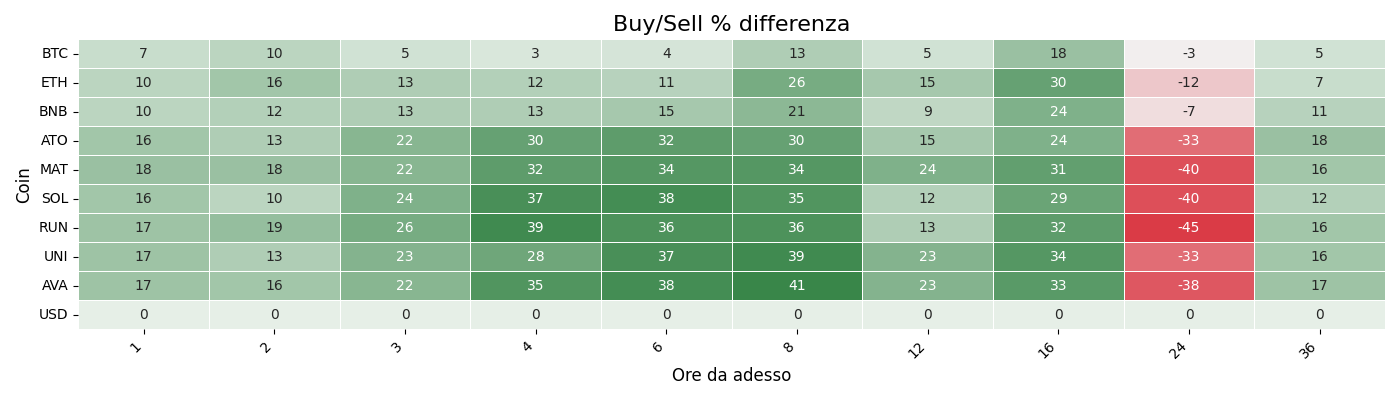 Buy/Sell % differenza
Coin
BTC 7 10 5 3 4 13 5 18 -3 5
ETH 10 16 13 12 11 26 15 30 -12 7
BNB 10 12 13 13 15 21 9 24 -7 11
ATO 16 13 22 30 32 30 15 24 -33 18
MAT 18 18 22 32 34 34 24 31 -40 16
SOL 16 10 24 37 38 35 12 29 -40 12
RUN 17 19 26 39 36 36 13 32 -45 16
UNI 17 13 23 28 37 39 23 34 -33 16
AVA 17 16 22 35 38 41 23 33 -38 17
USD 0 0 0 0 0 0 0 0 0 0
1 2 3 4 6 8 12 16 24 36
Ore da adesso